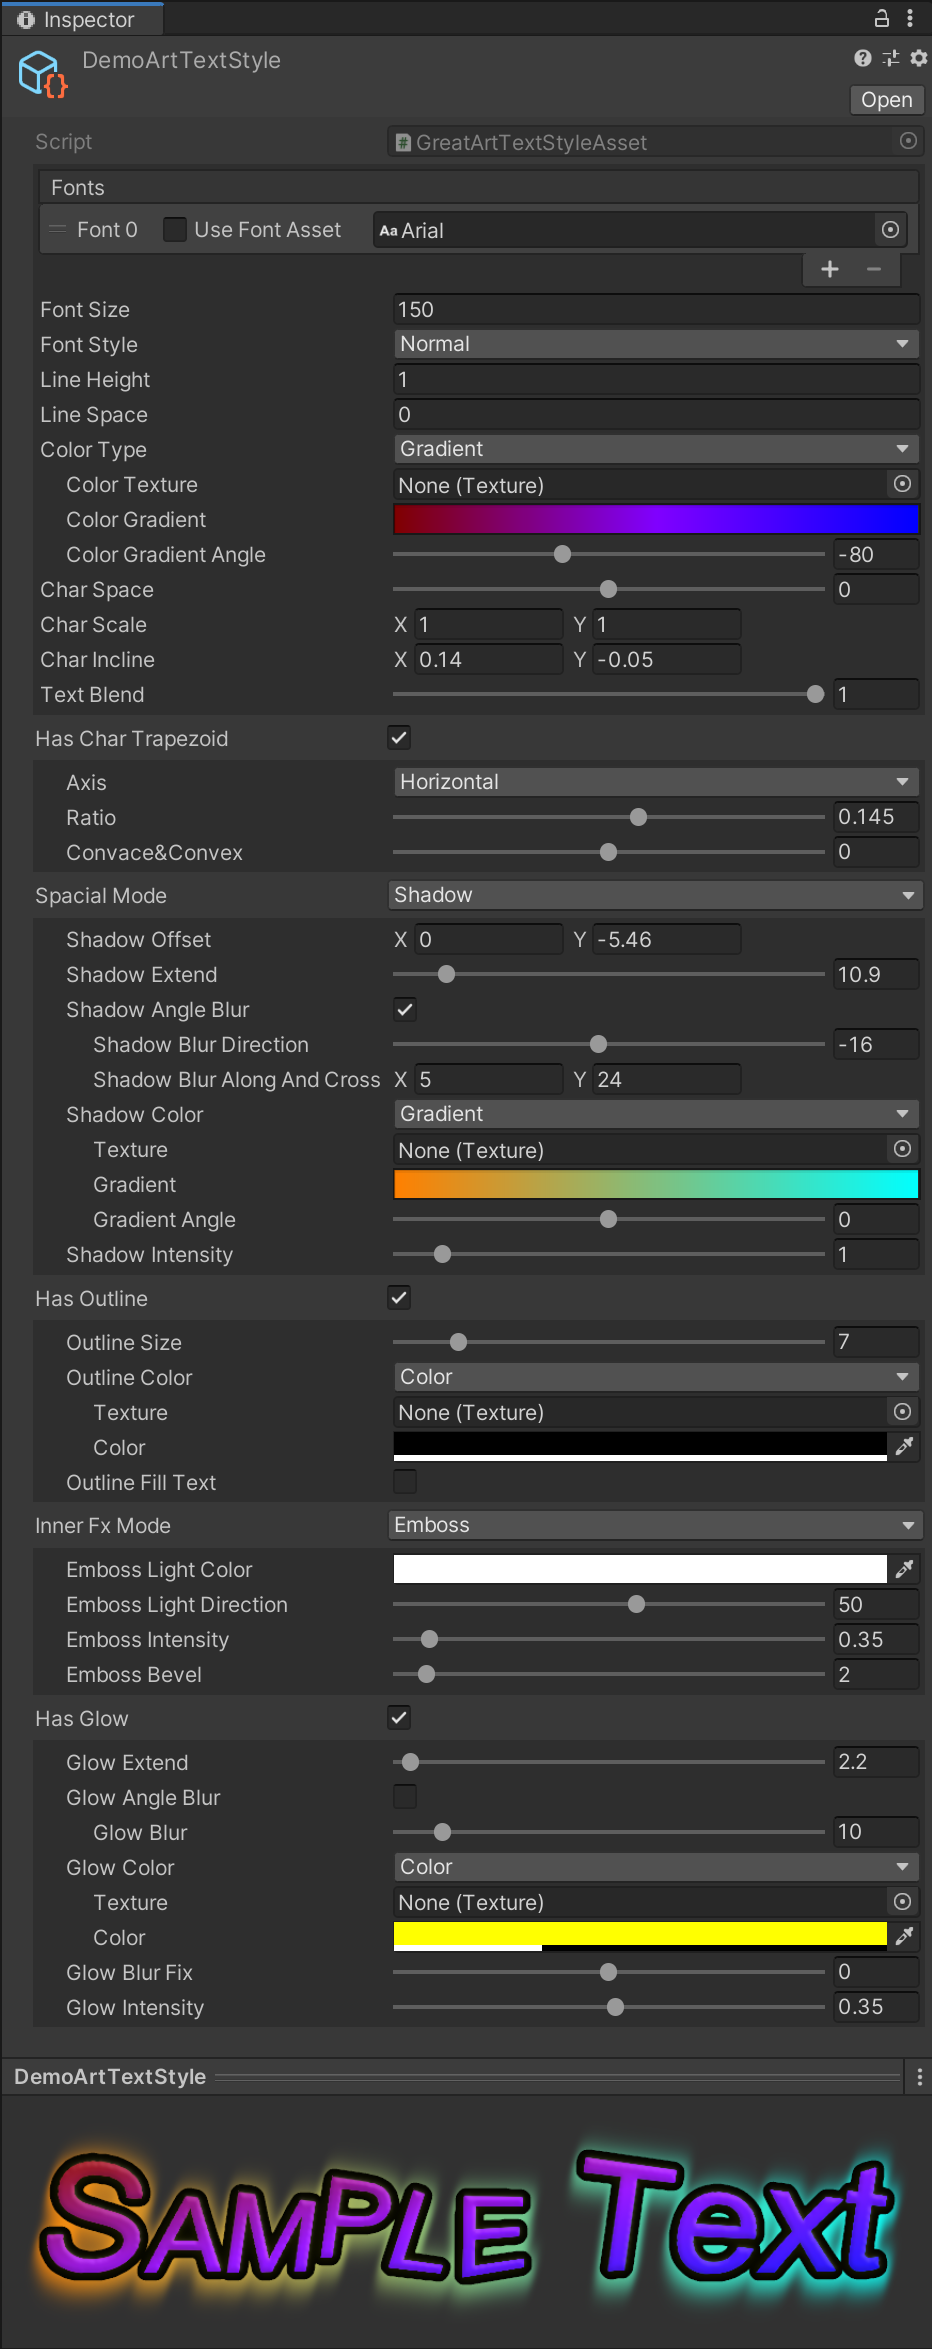 Inspector
DemoArtTextStyle
Open
Script GreatArtTextStyleAsset
Fonts
Font 0 Use Font Asset Aa Arial
+ −
Font Size 150
Font Style Normal
Line Height 1
Line Space 0
Color Type Gradient
Color Texture None (Texture)
Color Gradient
Color Gradient Angle -80
Char Space 0
Char Scale X 1 Y 1
Char Incline X 0.14 Y -0.05
Text Blend 1
Has Char Trapezoid
Axis Horizontal
Ratio 0.145
Convace&Convex 0
Spacial Mode Shadow
Shadow Offset X 0 Y -5.46
Shadow Extend 10.9
Shadow Angle Blur
Shadow Blur Direction -16
Shadow Blur Along And Cross X 5 Y 24
Shadow Color Gradient
Texture None (Texture)
Gradient
Gradient Angle 0
Shadow Intensity 1
Has Outline
Outline Size 7
Outline Color Color
Texture None (Texture)
Color
Outline Fill Text
Inner Fx Mode Emboss
Emboss Light Color
Emboss Light Direction 50
Emboss Intensity 0.35
Emboss Bevel 2
Has Glow
Glow Extend 2.2
Glow Angle Blur
Glow Blur 10
Glow Color Color
Texture None (Texture)
Color
Glow Blur Fix 0
Glow Intensity 0.35
DemoArtTextStyle
SAMPLE Text